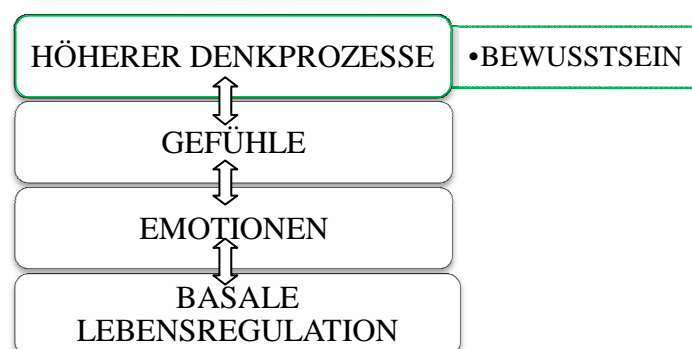 HÖHERER DENKPROZESSE
•BEWUSSTSEIN
GEFÜHLE
EMOTIONEN
BASALE
LEBENSREGULATION